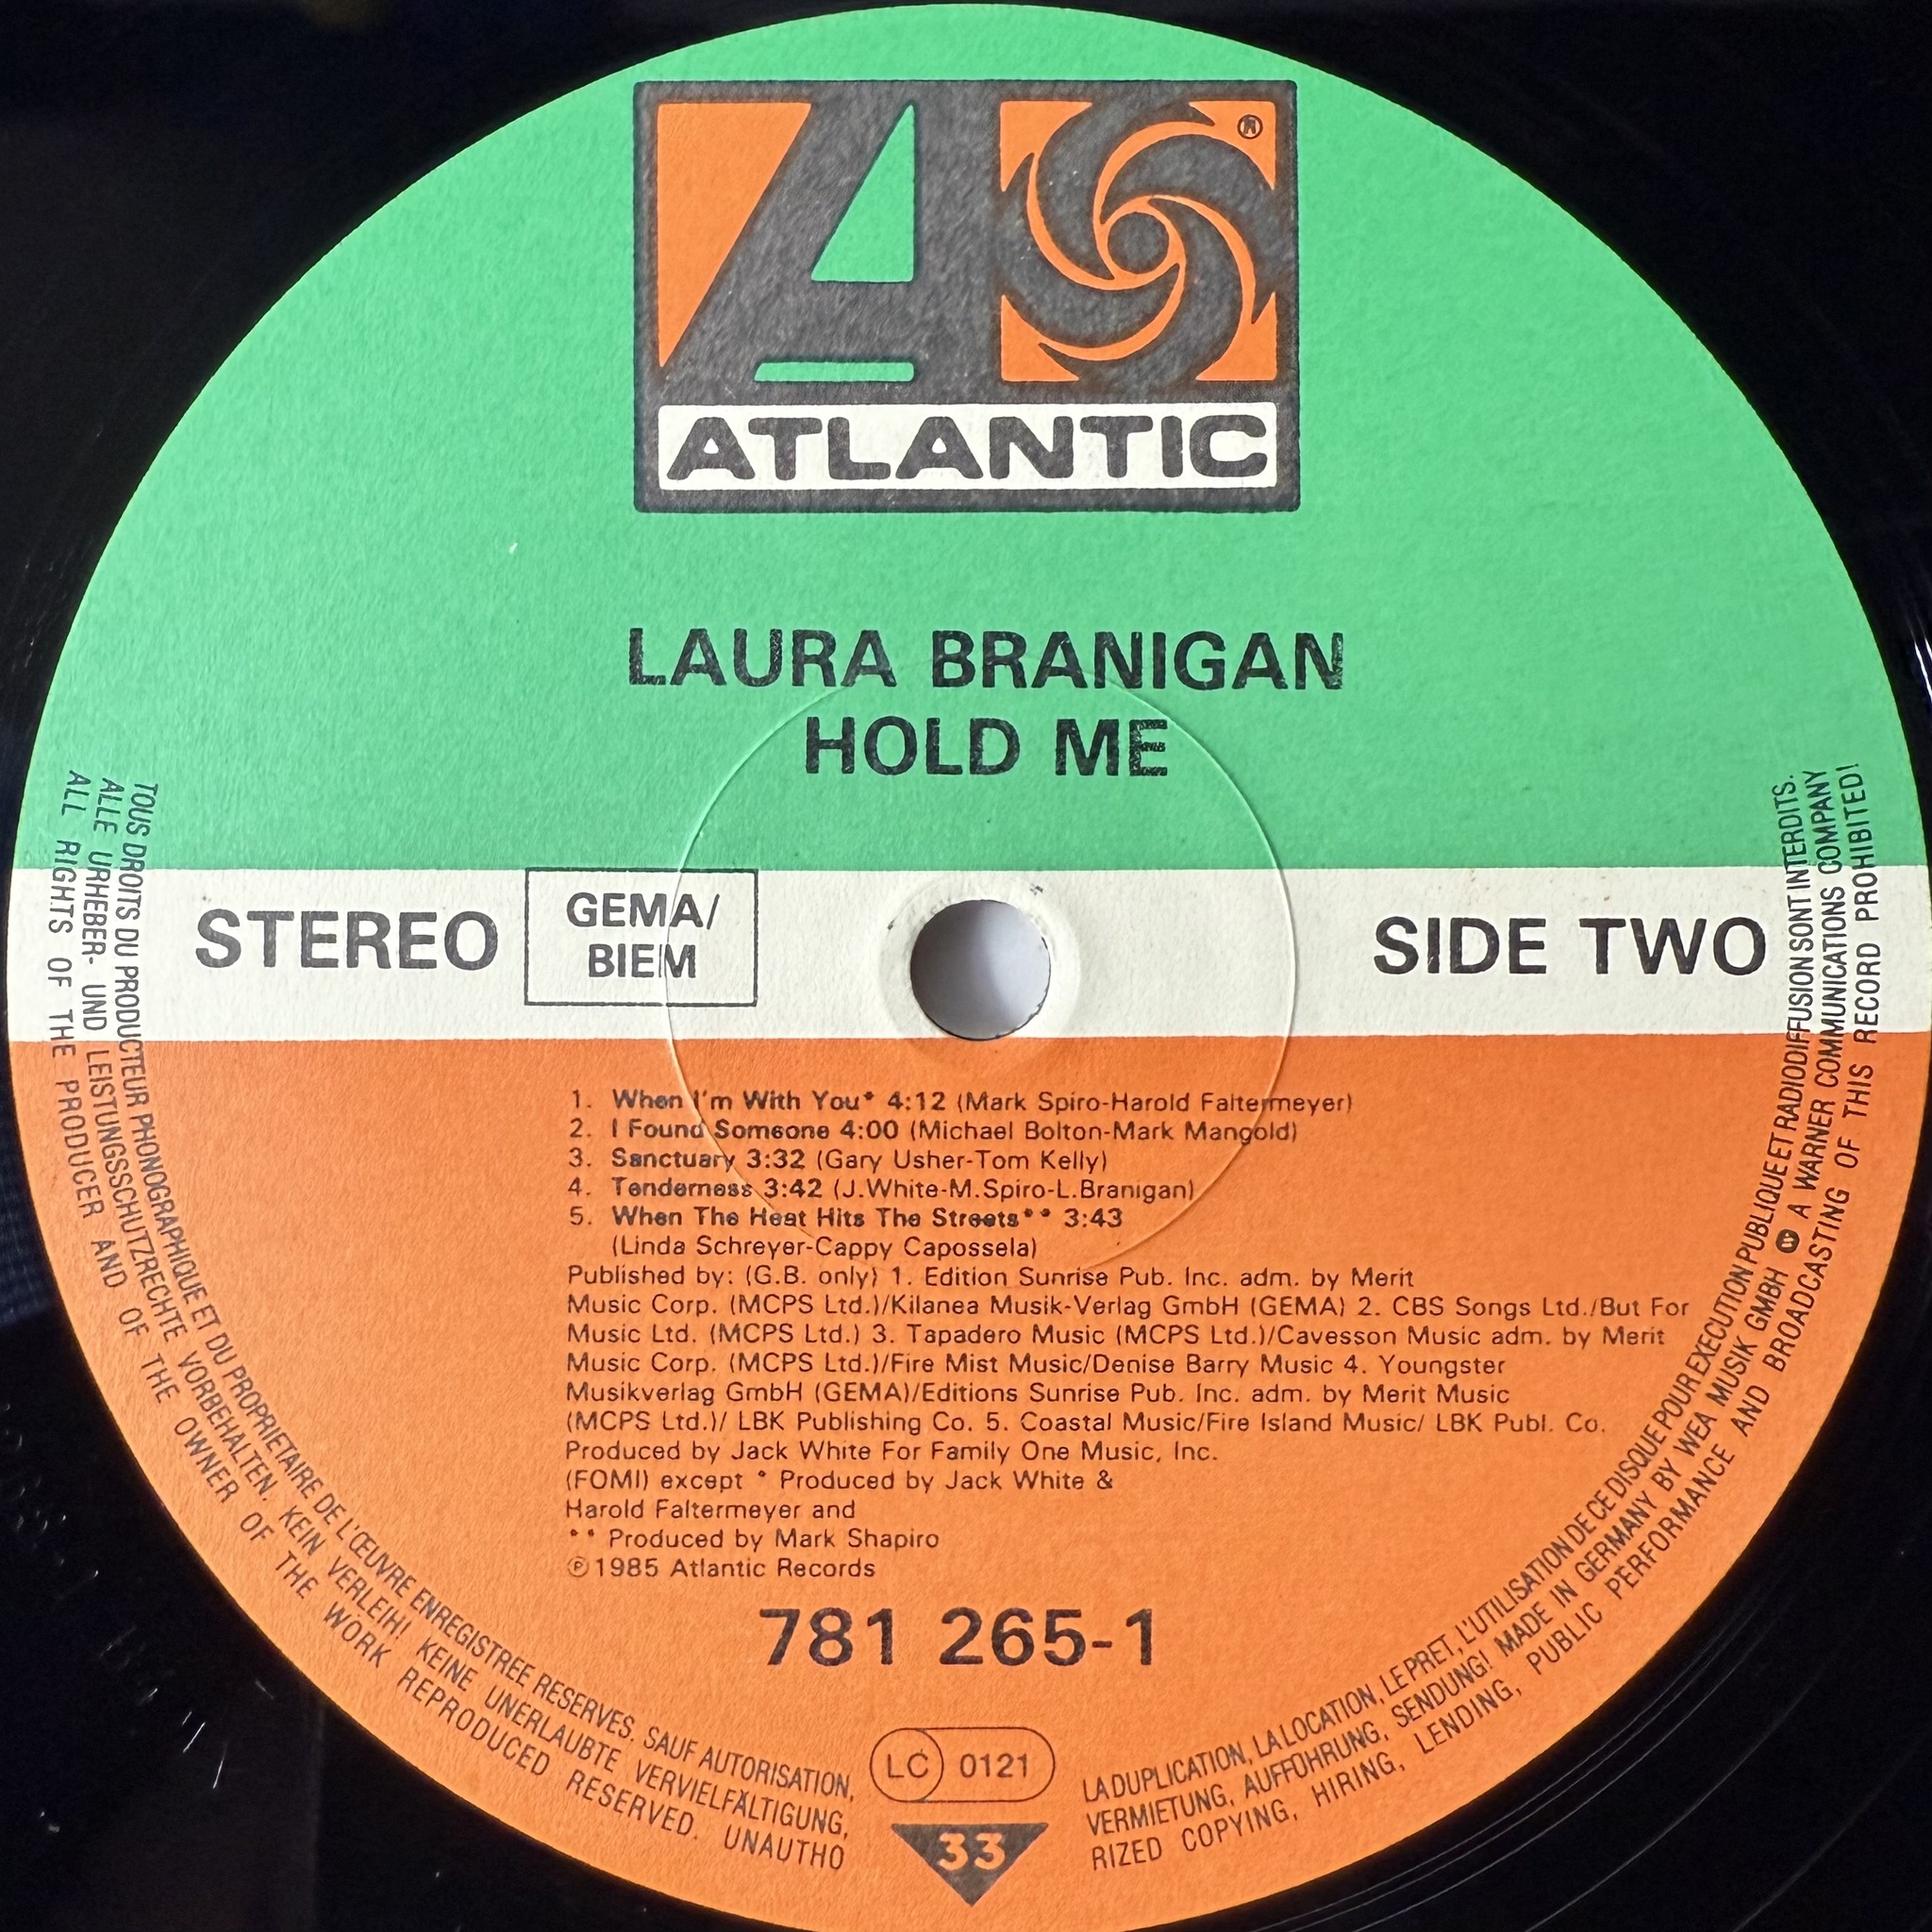 ®
ATLANTIC
LAURA BRANIGAN
HOLD ME
STEREO
GEMA/
BIEM
SIDE TWO
1. When I'm With You* 4:12 (Mark Spiro-Harold Faltermeyer)
2. I Found Someone 4:00 (Michael Bolton-Mark Mangold)
3. Sanctuary 3:32 (Gary Usher-Tom Kelly)
4. Tenderness 3:42 (J.White-M.Spiro-L.Branigan)
5. When The Heat Hits The Streets** 3:43
(Linda Schreyer-Cappy Capossela)
Published by: (G.B. only) 1. Edition Sunrise Pub. Inc. adm. by Merit
Music Corp. (MCPS Ltd.)/Kilanea Musik-Verlag GmbH (GEMA) 2. CBS Songs Ltd./But For
Music Ltd. (MCPS Ltd.) 3. Tapadero Music (MCPS Ltd.)/Cavesson Music adm. by Merit
Music Corp. (MCPS Ltd.)/Fire Mist Music/Denise Barry Music 4. Youngster
Musikverlag GmbH (GEMA)/Editions Sunrise Pub. Inc. adm. by Merit Music
(MCPS Ltd.)/ LBK Publishing Co. 5. Coastal Music/Fire Island Music/ LBK Publ. Co.
Produced by Jack White For Family One Music, Inc.
(FOMI) except * Produced by Jack White &
Harold Faltermeyer and
** Produced by Mark Shapiro
℗1985 Atlantic Records
781 265-1
LC 0121
33
TOUS DROITS DU PRODUCTEUR PHONOGRAPHIQUE ET DU PROPRIETAIRE DE L'ŒUVRE ENREGISTREE RESERVES. SAUF AUTORISATION, LA DUPLICATION, LA LOCATION, LE PRET, L'UTILISATION DE CE DISQUE POUR EXECUTION PUBLIQUE ET RADIODIFFUSION SONT INTERDITS.
ALLE URHEBER- UND LEISTUNGSSCHUTZRECHTE VORBEHALTEN. KEIN VERLEIH! KEINE UNERLAUBTE VERVIELFÄLTIGUNG, VERMIETUNG, AUFFÜHRUNG, SENDUNG! MADE IN GERMANY BY WEA MUSIK GMBH W A WARNER COMMUNICATIONS COMPANY
ALL RIGHTS OF THE PRODUCER AND OF THE OWNER OF THE WORK REPRODUCED RESERVED. UNAUTHORIZED COPYING, HIRING, LENDING, PUBLIC PERFORMANCE AND BROADCASTING OF THIS RECORD PROHIBITED!